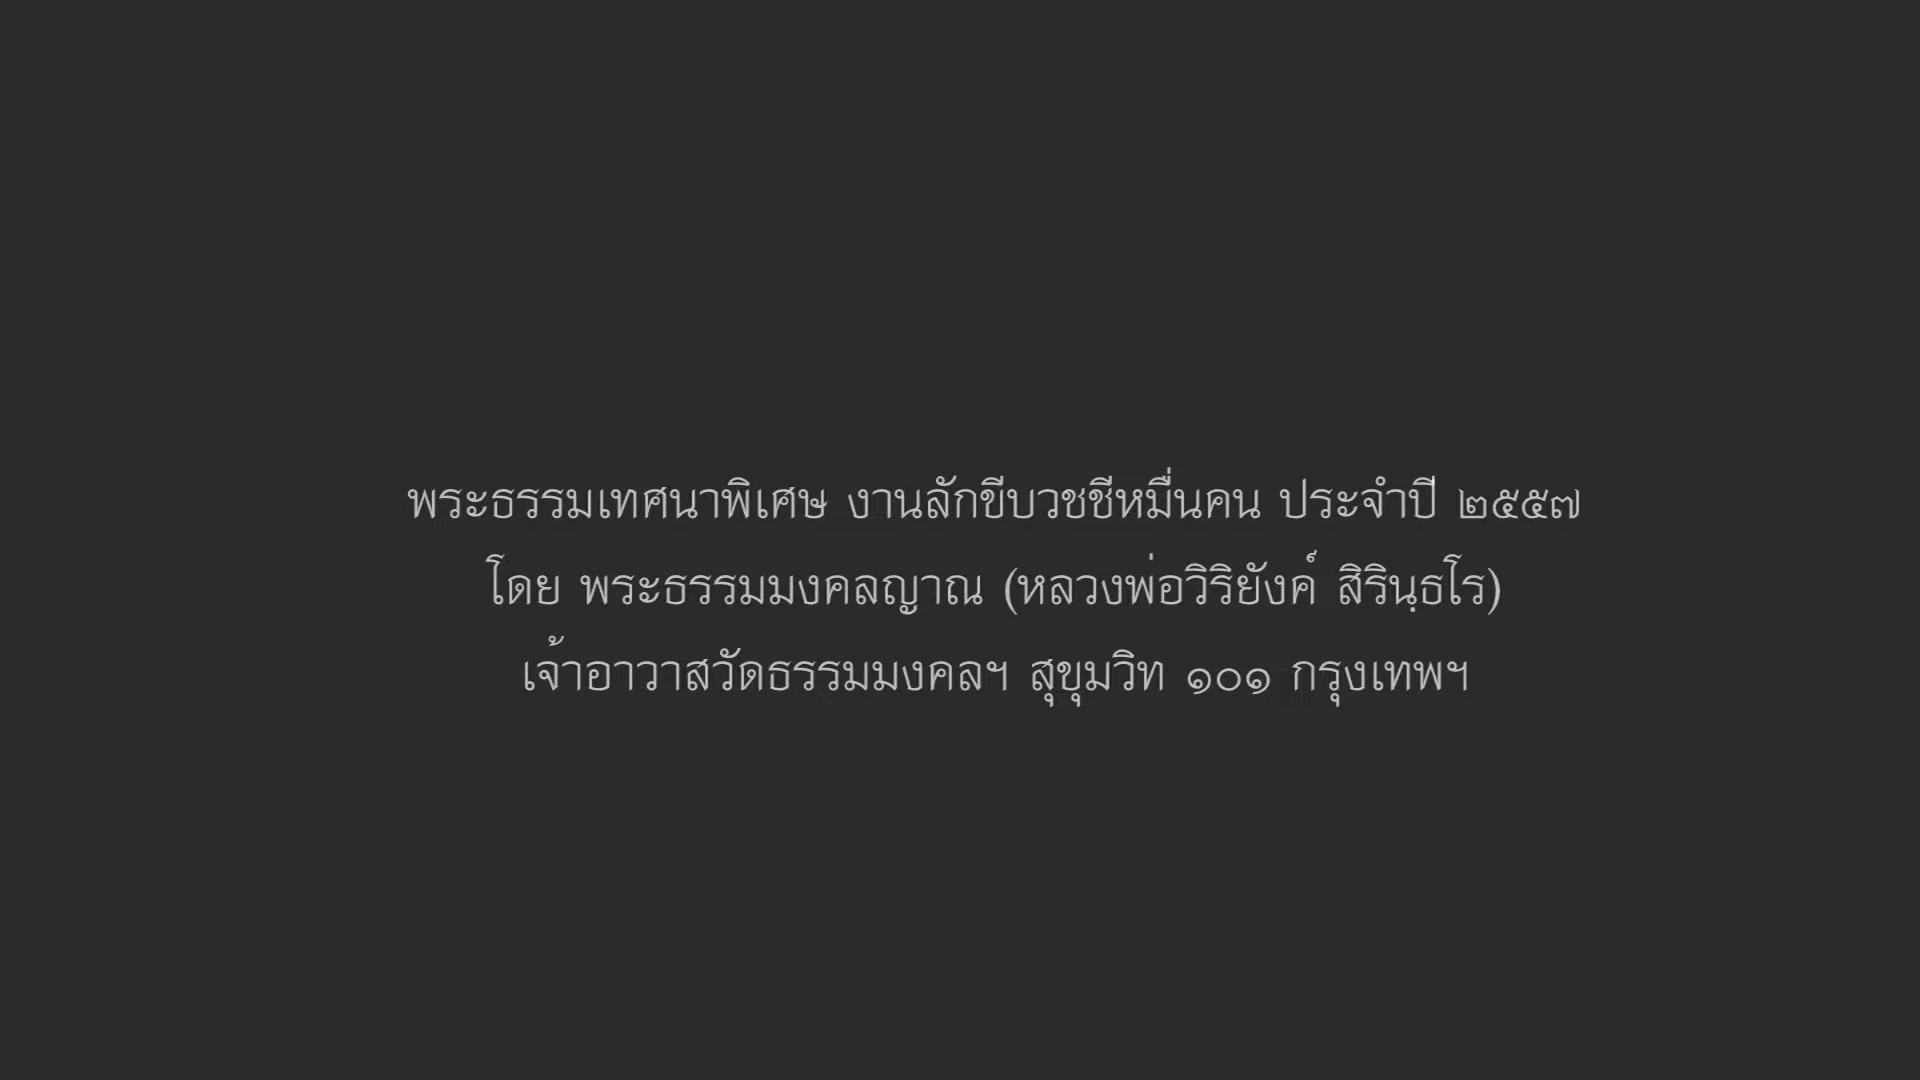 พระธรรมเทศนาพิเศษ งานลักขีบวชชีหมื่นคน ประจำปี ๒๕๕๗
โดย พระธรรมมงคลญาณ (หลวงพ่อวิริยังค์ สิรินฺธโร)
เจ้าอาวาสวัดธรรมมงคลฯ สุขุมวิท ๑๐๑ กรุงเทพฯ